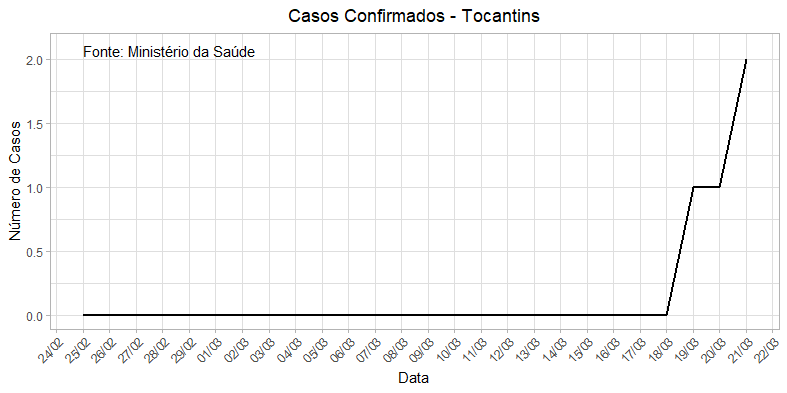 Casos Confirmados - Tocantins
Fonte: Ministério da Saúde
Número de Casos
2.0
1.5
1.0
0.5
0.0
24/02 25/02 26/02 27/02 28/02 29/02 01/03 02/03 03/03 04/03 05/03 06/03 07/03 08/03 09/03 10/03 11/03 12/03 13/03 14/03 15/03 16/03 17/03 18/03 19/03 20/03 21/03 22/03
Data